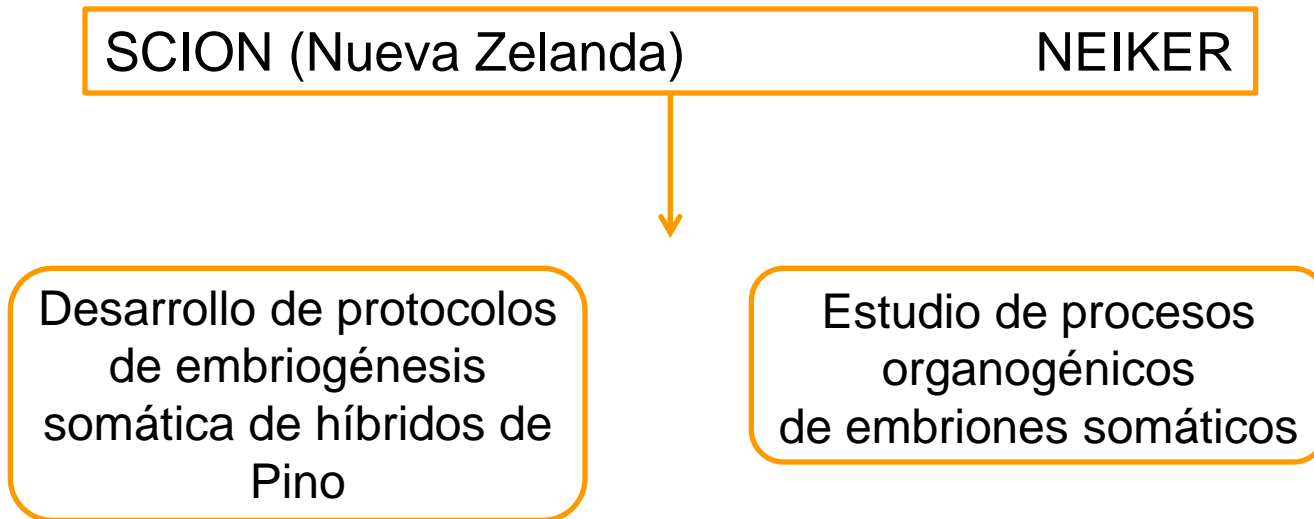 SCION (Nueva Zelanda) NEIKER
Desarrollo de protocolos
de embriogénesis
somática de híbridos de
Pino
Estudio de procesos
organogénicos
de embriones somáticos